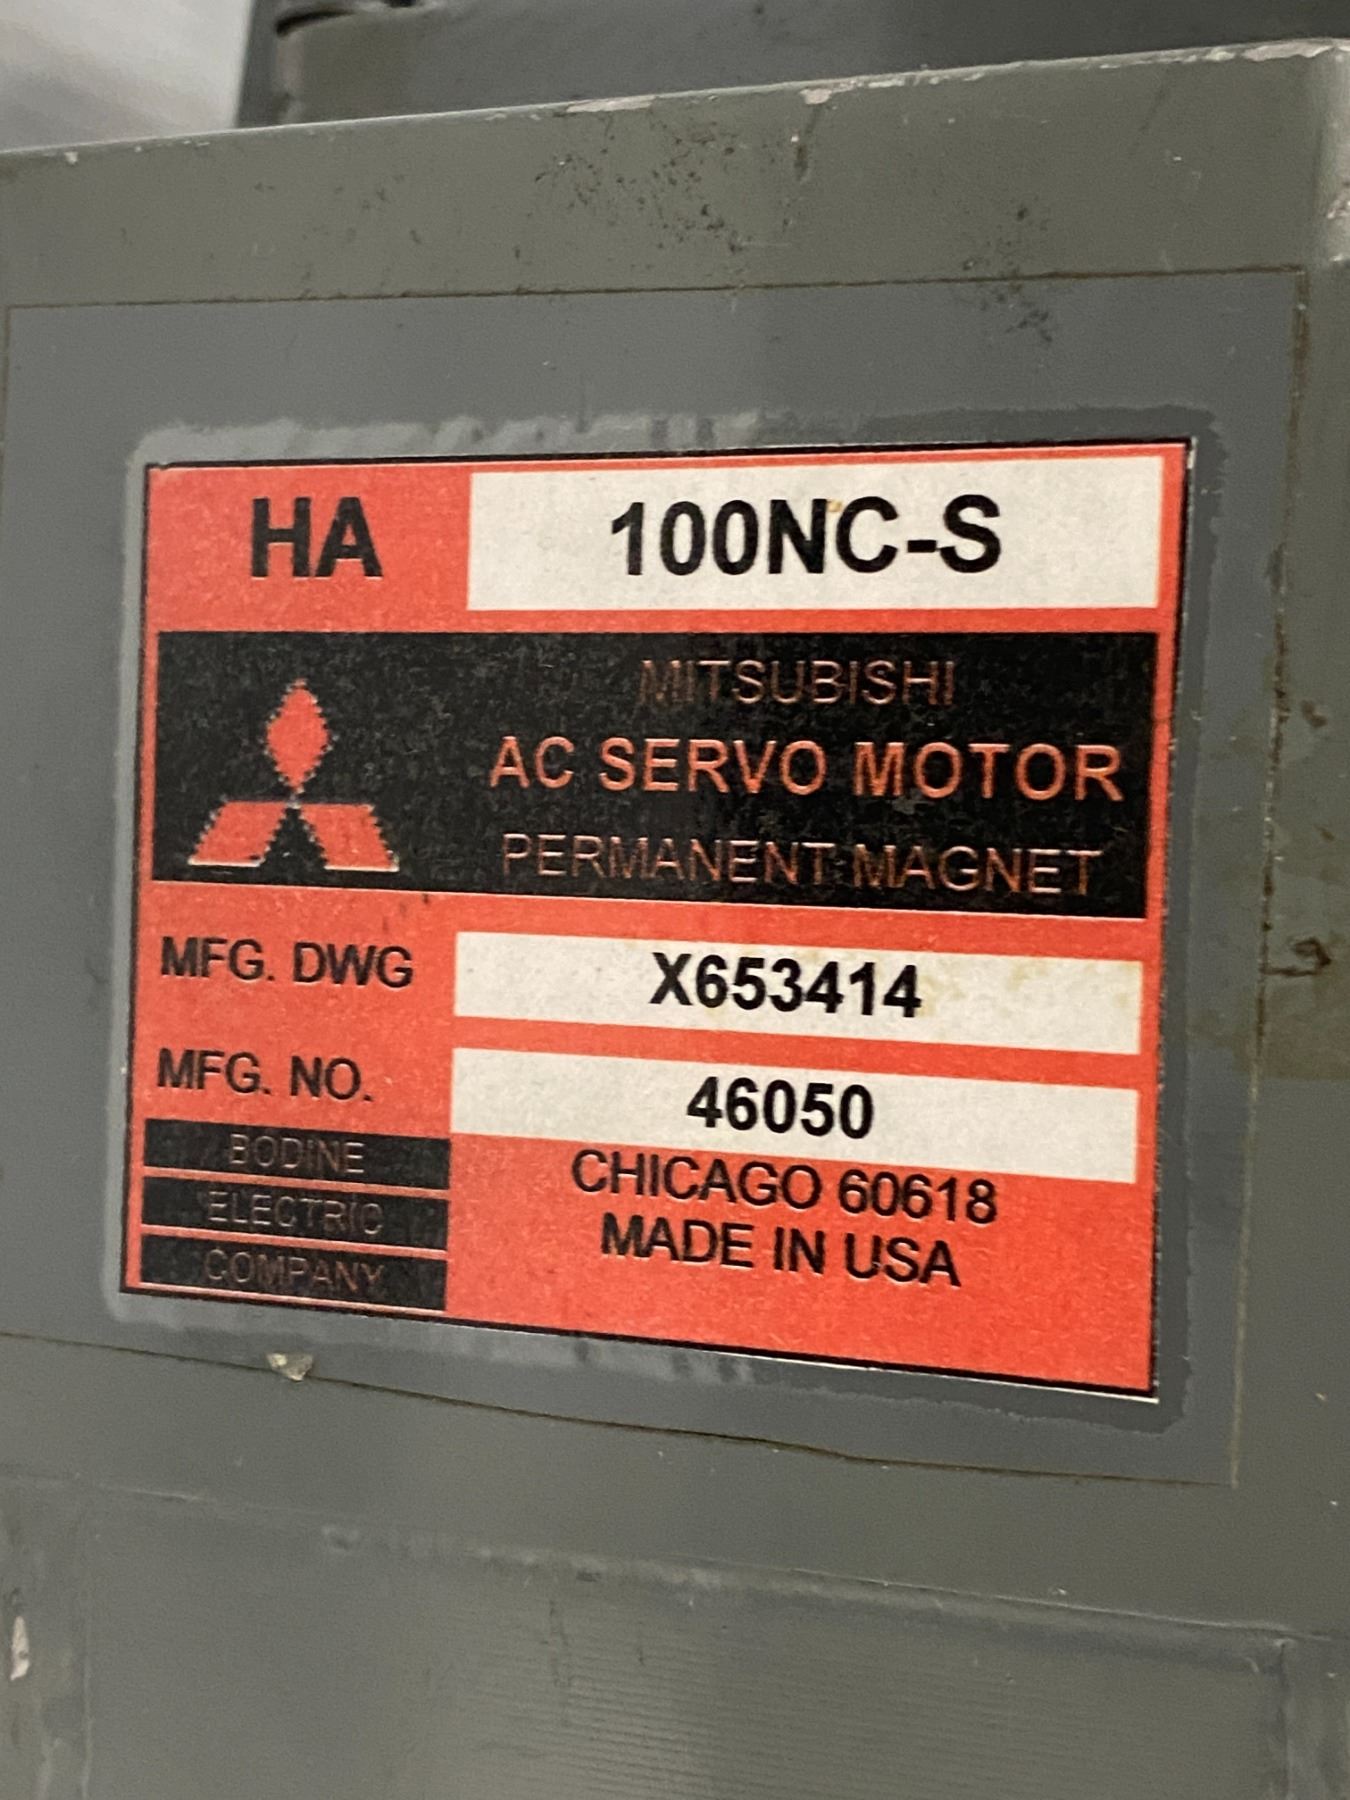 HA 100NC-S
MITSUBISHI
AC SERVO MOTOR
PERMANENT MAGNET
MFG. DWG X653414
MFG. NO. 46050
BODINE
ELECTRIC
COMPANY
CHICAGO 60618
MADE IN USA